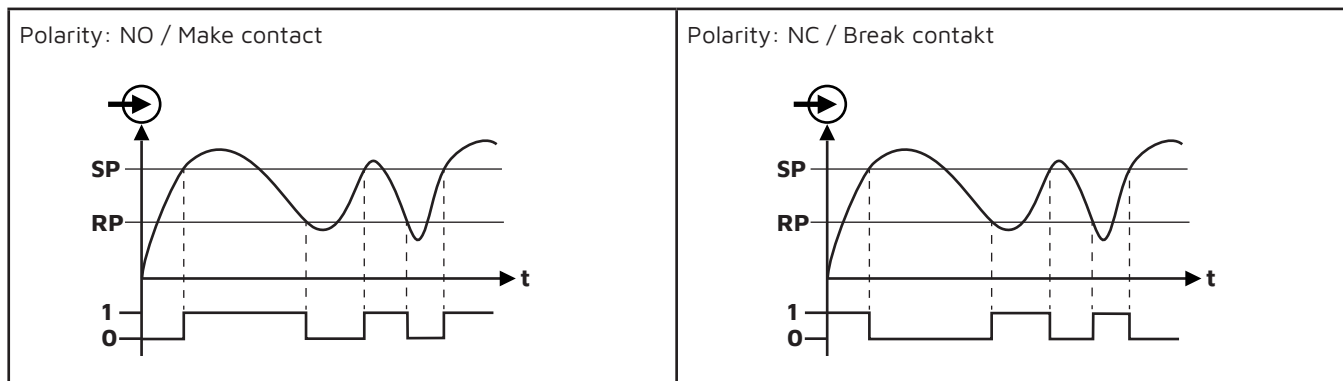 Polarity: NO / Make contact
SP
RP
t
1
0
Polarity: NC / Break contakt
SP
RP
t
1
0